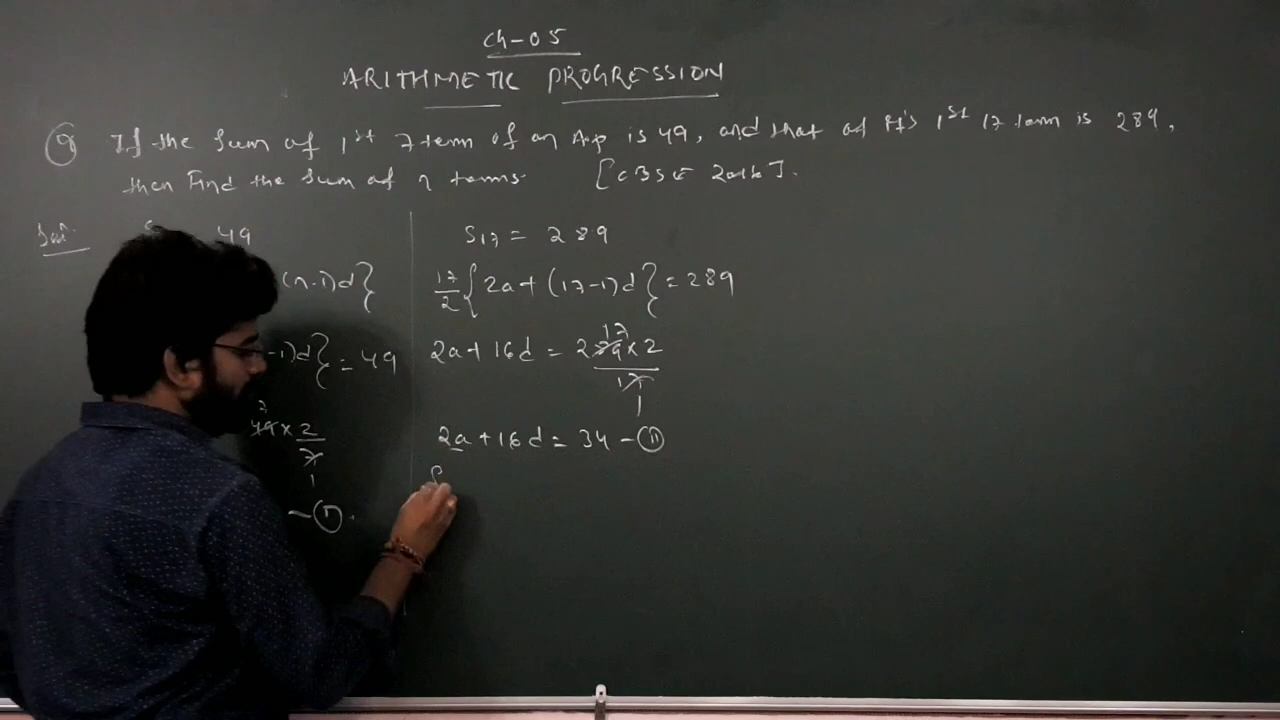 Ch-05
ARITHMETIC PROGRESSION
Q If the sum of 1st 7 term of an A.p is 49, and that of it's 1st 17 term is 289,
then Find the sum of n terms. [CBSE 2016].
Sol:
49
(n-1)d}
-1)d} = 49
7
49 x 2
7
1
- (I).
S17 = 289
17/2 {2a + (17-1)d} = 289
17
2a + 16d = 289 x 2
17
1
2a + 16d = 34 - (II)